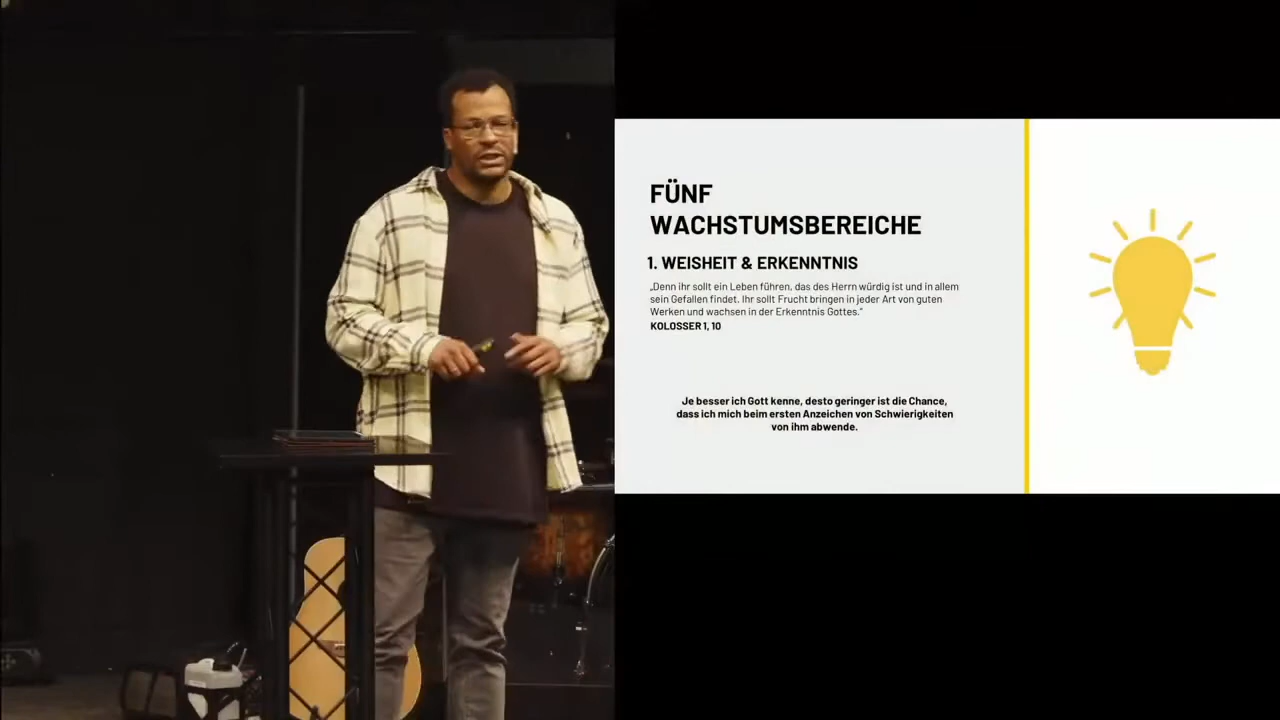 FÜNF
WACHSTUMSBEREICHE
1. WEISHEIT & ERKENNTNIS
„Denn ihr sollt ein Leben führen, das des Herrn würdig ist und in allem
sein Gefallen findet. Ihr sollt Frucht bringen in jeder Art von guten
Werken und wachsen in der Erkenntnis Gottes.“
KOLOSSER 1, 10
Je besser ich Gott kenne, desto geringer ist die Chance,
dass ich mich beim ersten Anzeichen von Schwierigkeiten
von ihm abwende.